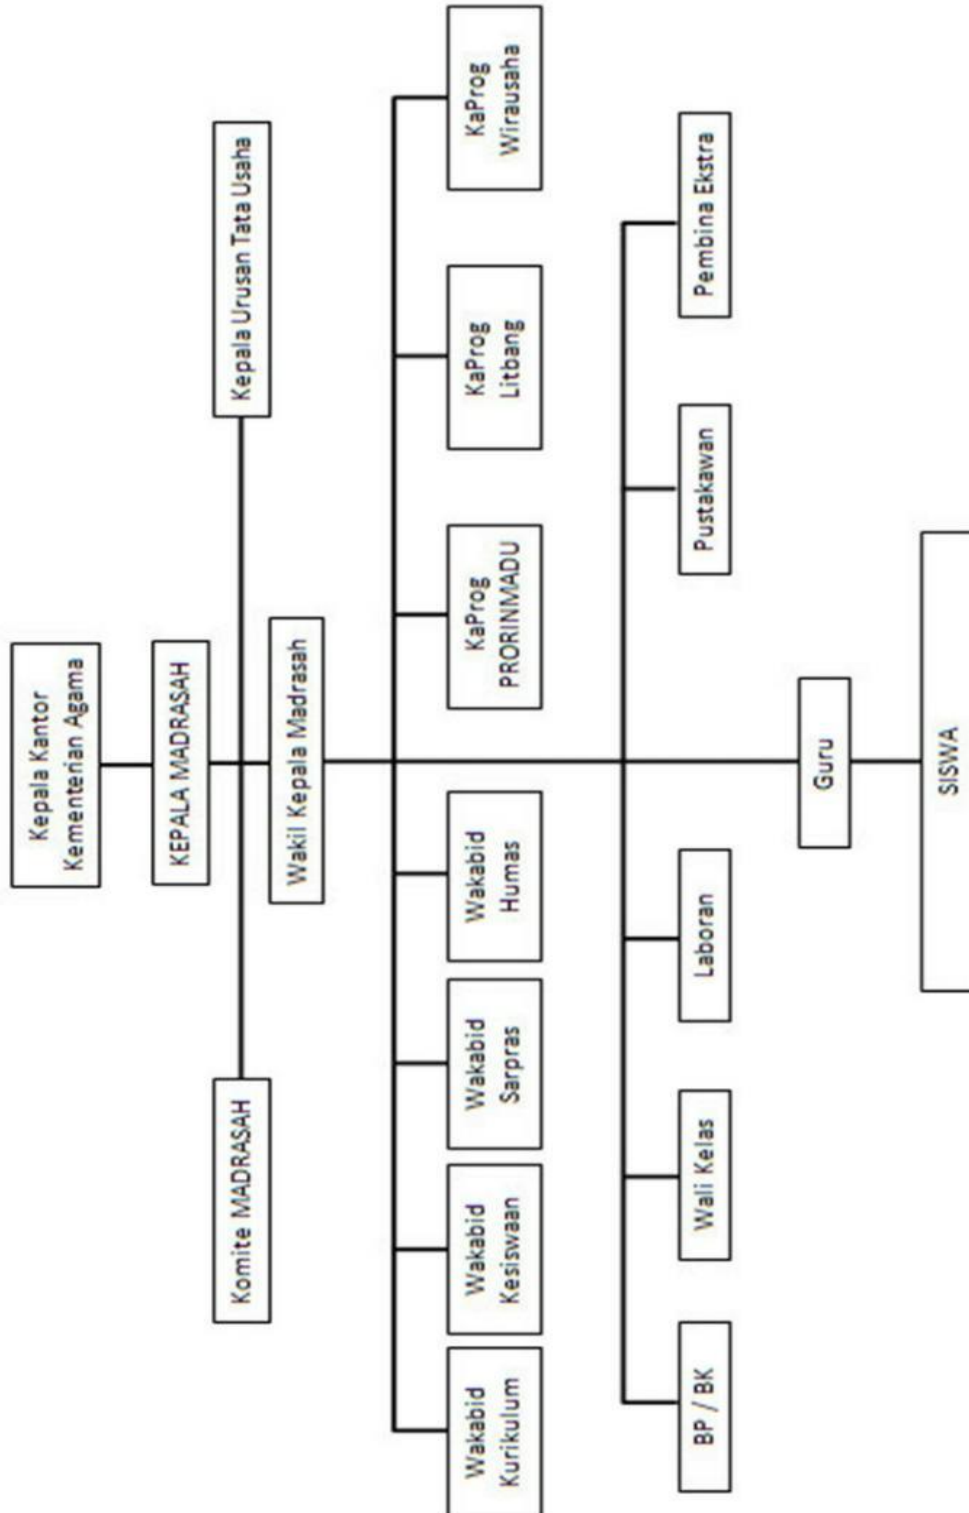 Kepala Kantor
Kementerian Agama
KEPALA MADRASAH
Komite MADRASAH
Kepala Urusan Tata Usaha
Wakil Kepala Madrasah
Wakabid
Kurikulum
Wakabid
Kesiswaan
Wakabid
Sarpras
Wakabid
Humas
KaProg
PRORINMADU
KaProg
Litbang
KaProg
Wirausaha
BP / BK
Wali Kelas
Laboran
Pustakawan
Pembina Ekstra
Guru
SISWA